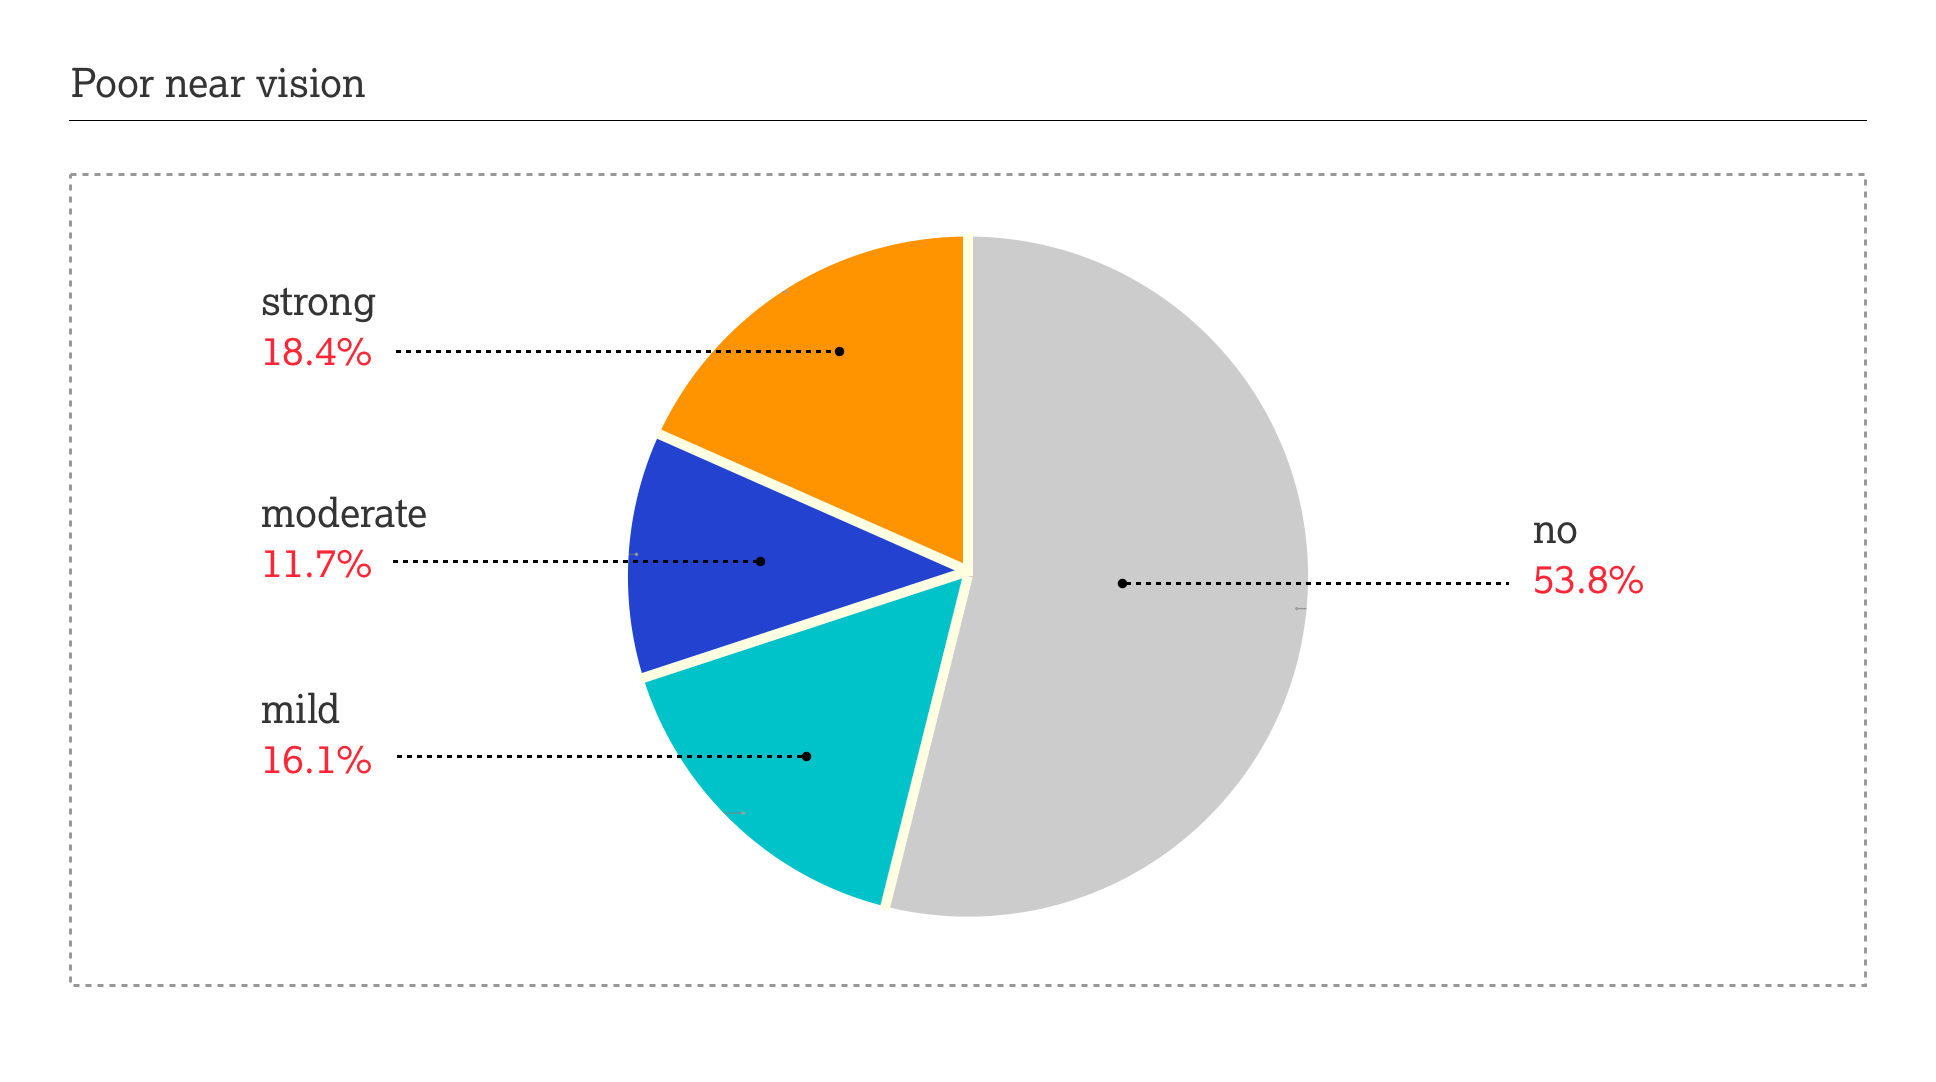 Poor near vision
strong
18.4%
moderate
11.7%
mild
16.1%
no
53.8%